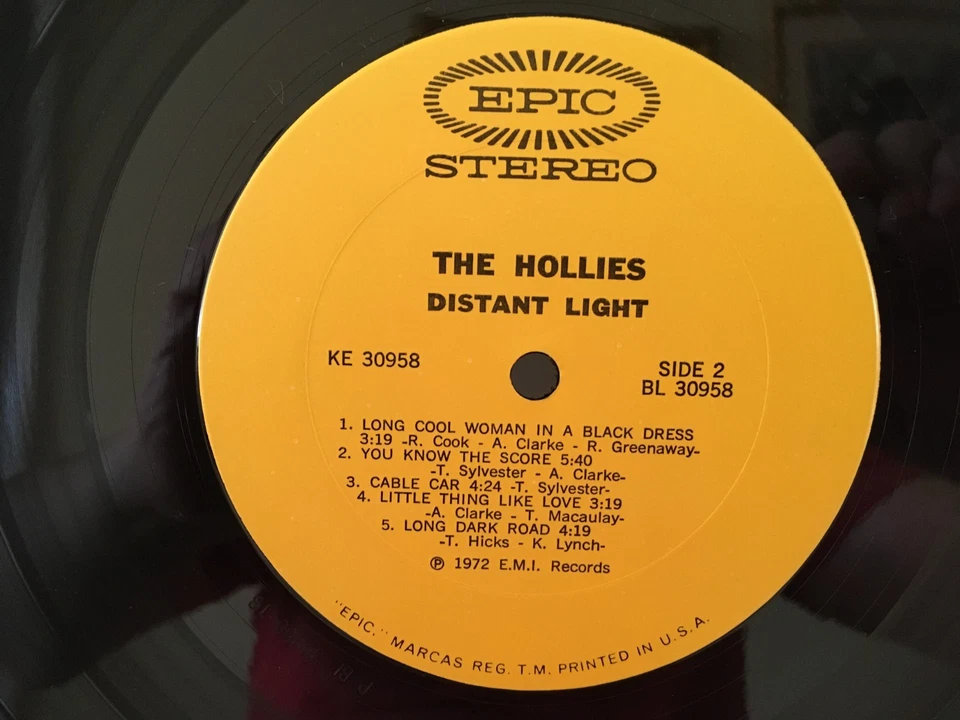 EPIC
STEREO
THE HOLLIES
DISTANT LIGHT
KE 30958
SIDE 2
BL 30958
1. LONG COOL WOMAN IN A BLACK DRESS
3:19 -R. Cook - A. Clarke - R. Greenaway-
2. YOU KNOW THE SCORE 5:40
-T. Sylvester - A. Clarke-
3. CABLE CAR 4:24 -T. Sylvester-
4. LITTLE THING LIKE LOVE 3:19
-A. Clarke - T. Macaulay-
5. LONG DARK ROAD 4:19
-T. Hicks - K. Lynch-
Ⓟ 1972 E.M.I. Records
"EPIC," MARCAS REG. T.M. PRINTED IN U.S.A.